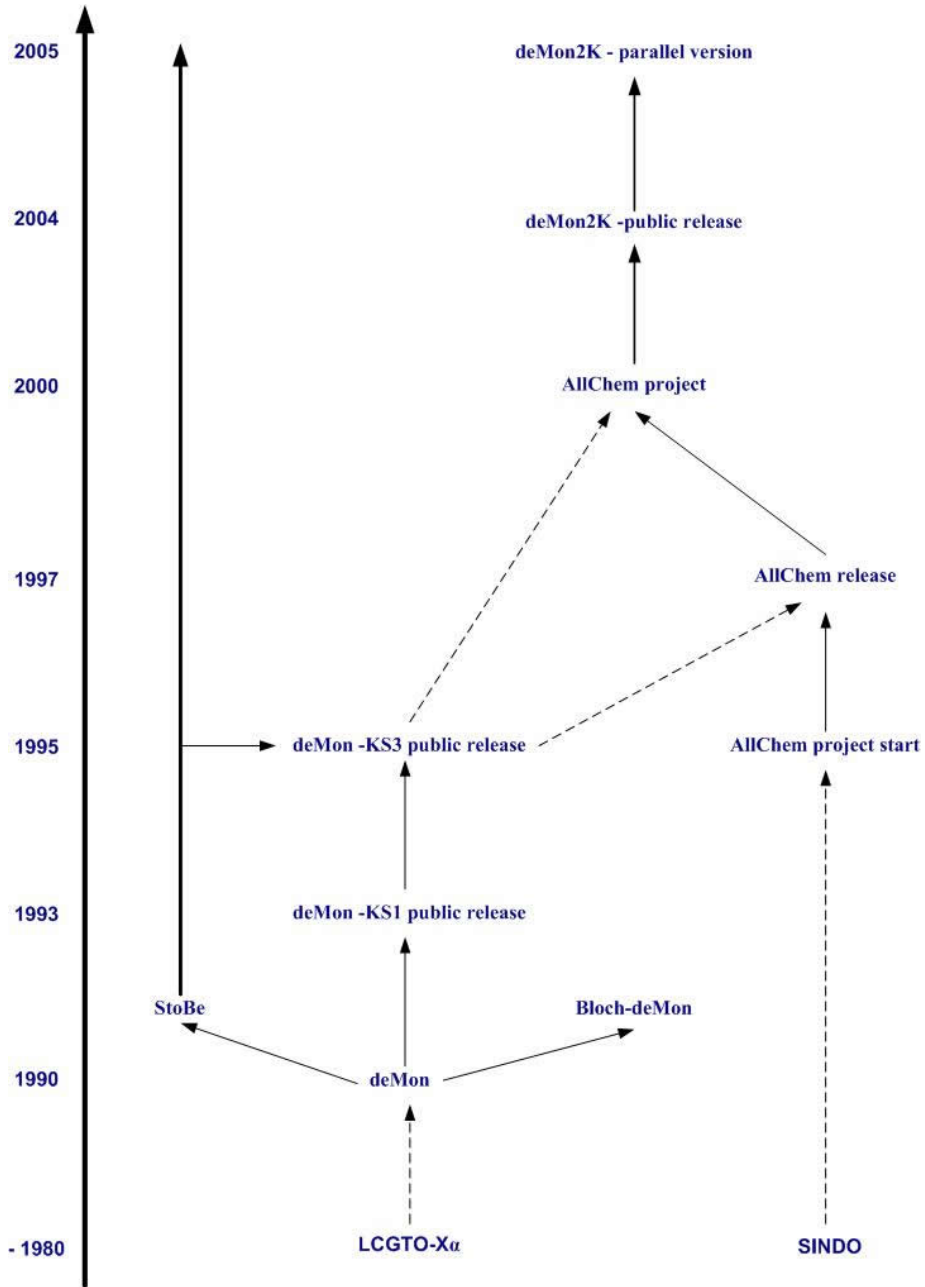 2005
deMon2K - parallel version
2004
deMon2K -public release
2000
AllChem project
1997
AllChem release
1995
deMon -KS3 public release
AllChem project start
1993
deMon -KS1 public release
StoBe
Bloch-deMon
1990
deMon
- 1980
LCGTO-Xα
SINDO